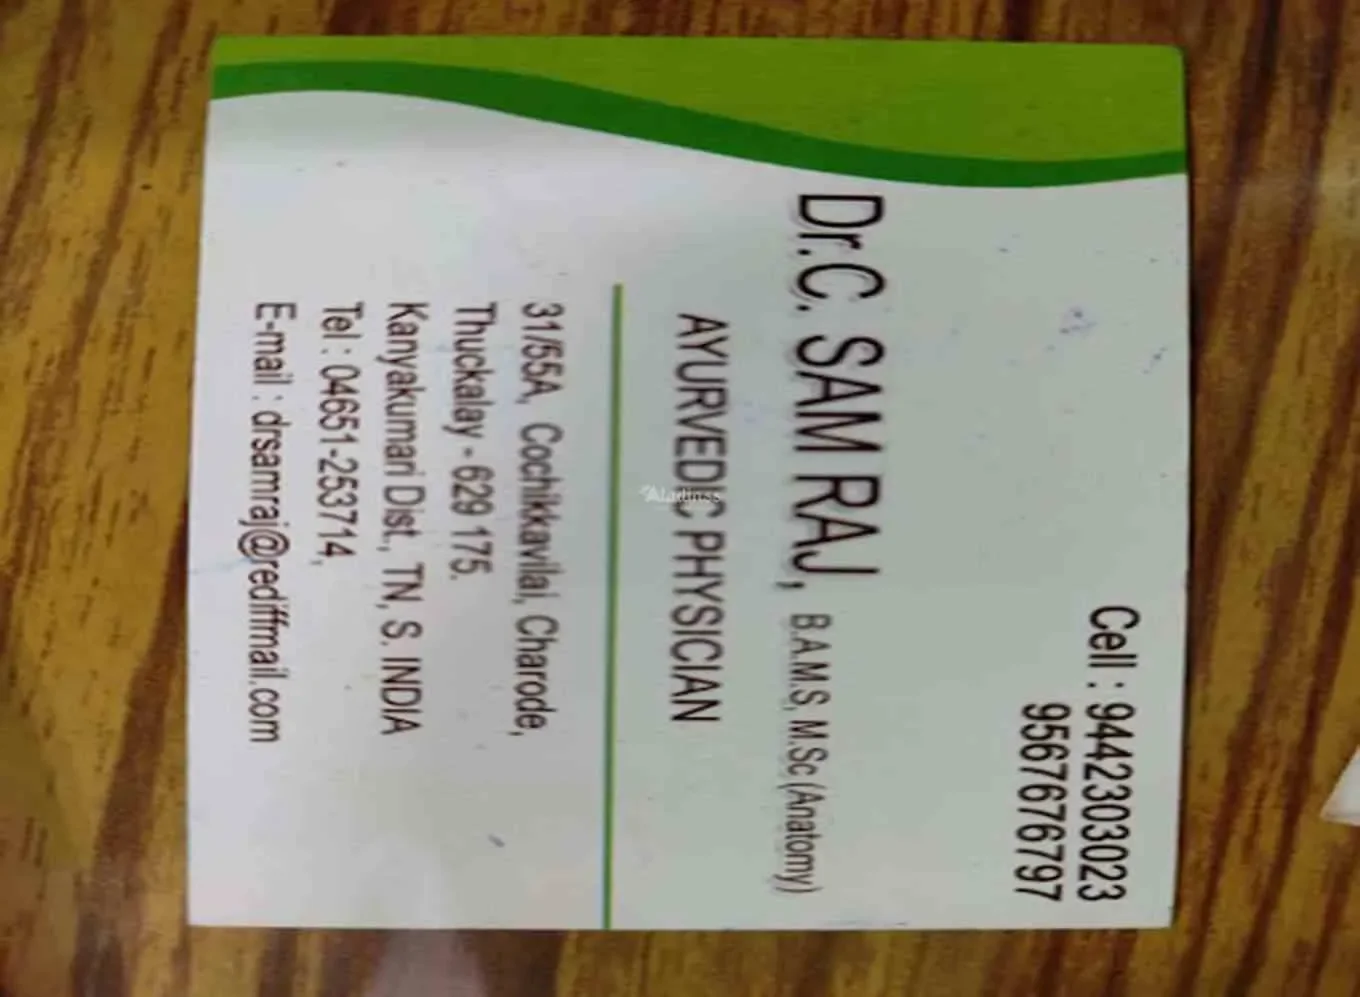 Cell : 9442303023
9567676797
Dr.C. SAM RAJ, B.A.M.S, M.Sc (Anatomy)
AYURVEDIC PHYSICIAN
31/55A, Cochikkavilai, Charode,
Thuckalay - 629 175.
Kanyakumari Dist., TN, S. INDIA
Tel : 04651-253714,
E-mail : drsamraj@rediffmail.com